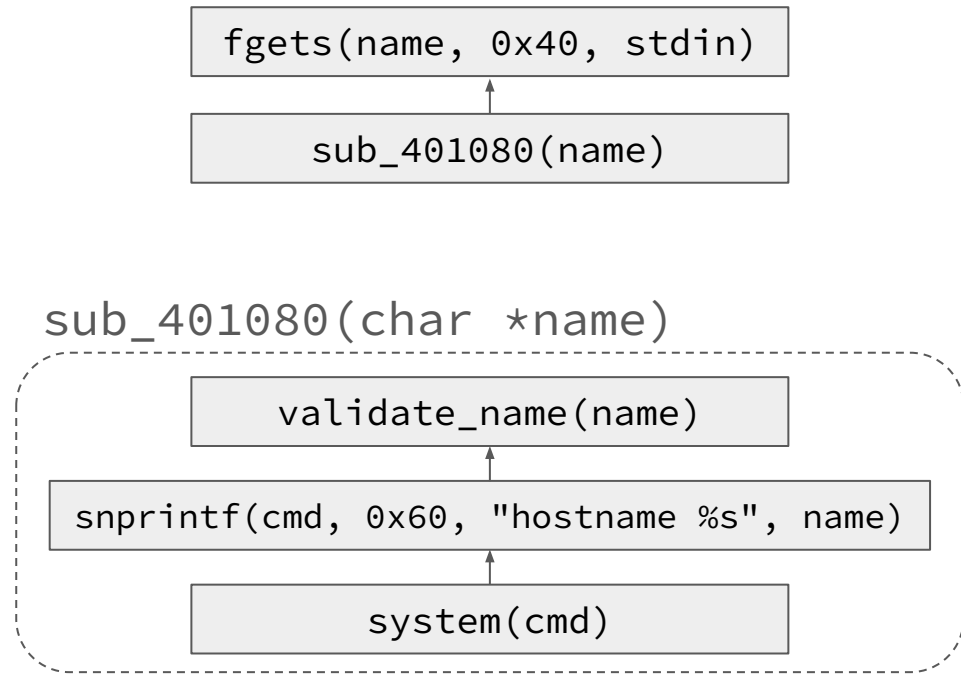 fgets(name, 0x40, stdin)
sub_401080(name)
sub_401080(char *name)
validate_name(name)
snprintf(cmd, 0x60, "hostname %s", name)
system(cmd)